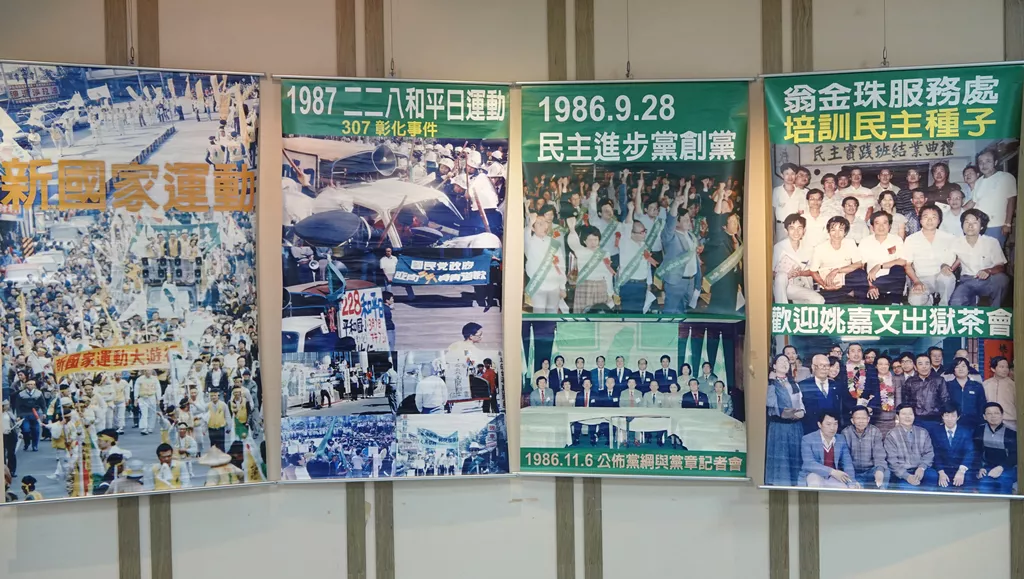 新國家運動
新國家運動大遊行
1987 二二八和平日運動
307 彰化事件
國民黨政府
228
1986.9.28
民主進步黨創黨
1986.11.6 公佈黨綱與黨章記者會
翁金珠服務處
培訓民主種子
民主實踐班結業典禮
歡迎姚嘉文出獄茶會